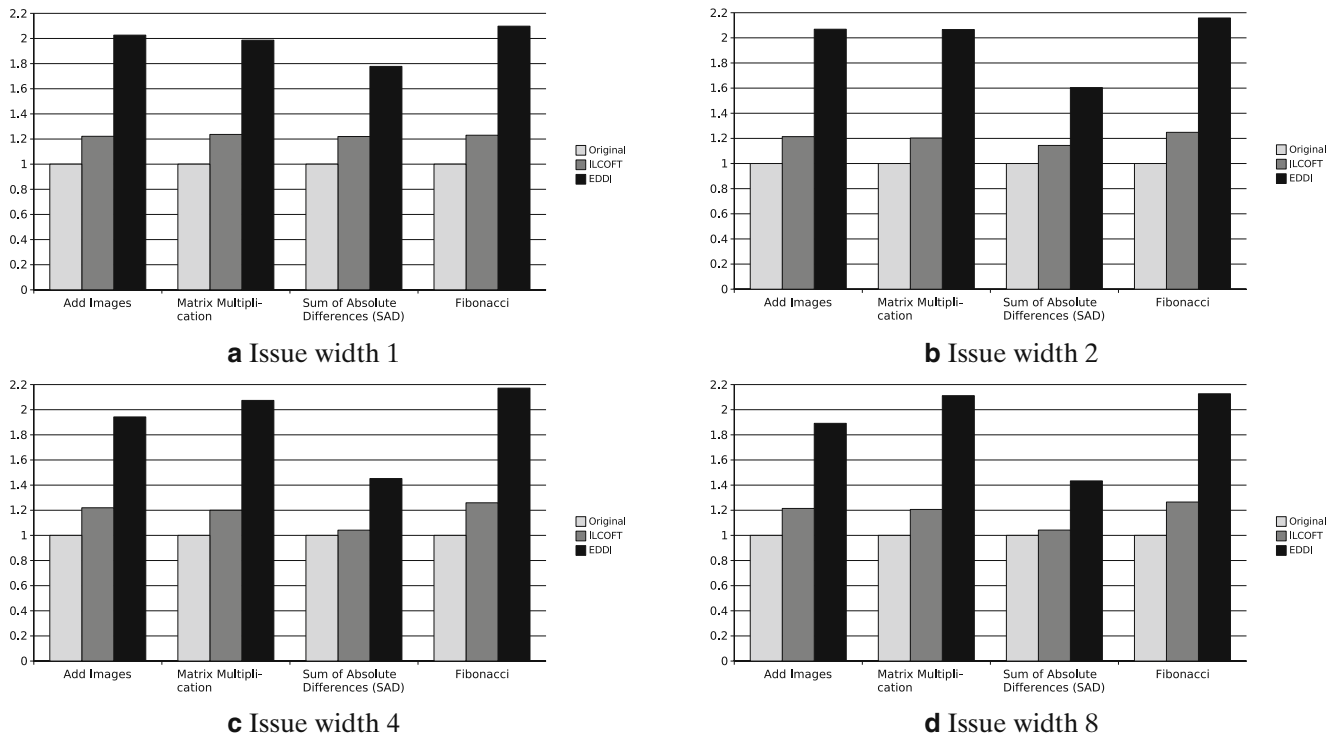 2.2
2
1.8
1.6
1.4
1.2
1
0.8
0.6
0.4
0.2
0
Add Images
Matrix Multipli-
cation
Sum of Absolute
Differences (SAD)
Fibonacci
Original
ILCOFT
EDDI
a Issue width 1
2.2
2
1.8
1.6
1.4
1.2
1
0.8
0.6
0.4
0.2
0
Add Images
Matrix Multipli-
cation
Sum of Absolute
Differences (SAD)
Fibonacci
Original
ILCOFT
EDDI
b Issue width 2
2.2
2
1.8
1.6
1.4
1.2
1
0.8
0.6
0.4
0.2
0
Add Images
Matrix Multipli-
cation
Sum of Absolute
Differences (SAD)
Fibonacci
Original
ILCOFT
EDDI
c Issue width 4
2.2
2
1.8
1.6
1.4
1.2
1
0.8
0.6
0.4
0.2
0
Add Images
Matrix Multipli-
cation
Sum of Absolute
Differences (SAD)
Fibonacci
Original
ILCOFT
EDDI
d Issue width 8